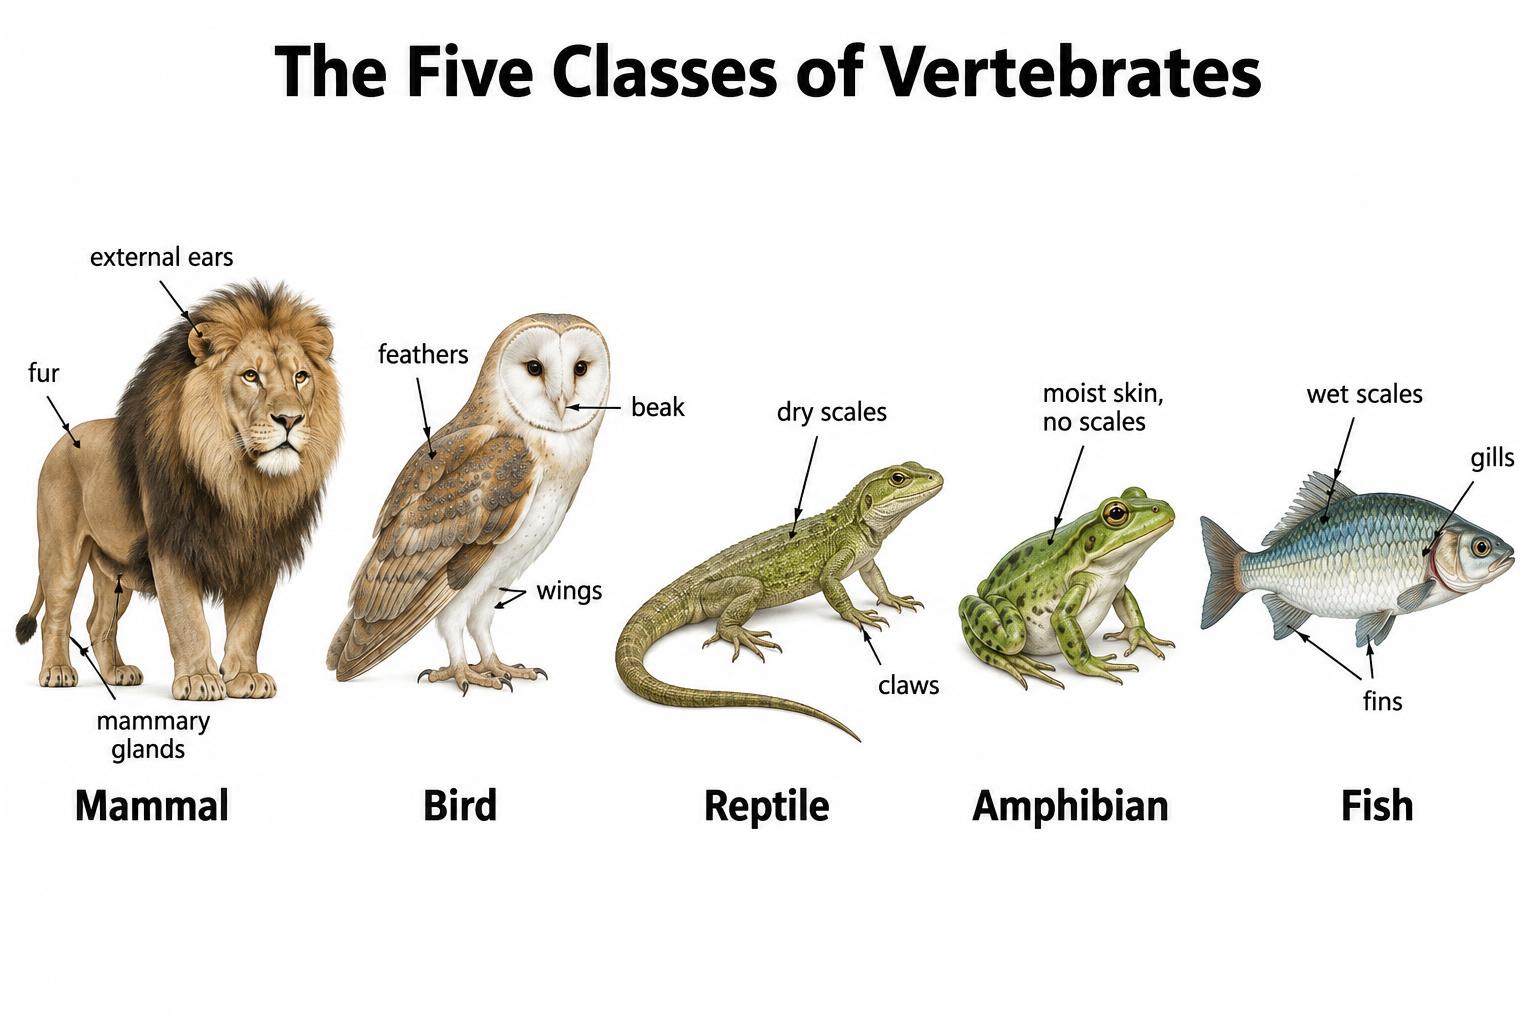 The Five Classes of Vertebrates
external ears
fur
mammary
glands
Mammal
feathers
beak
wings
Bird
dry scales
claws
Reptile
moist skin,
no scales
Amphibian
wet scales
gills
fins
Fish